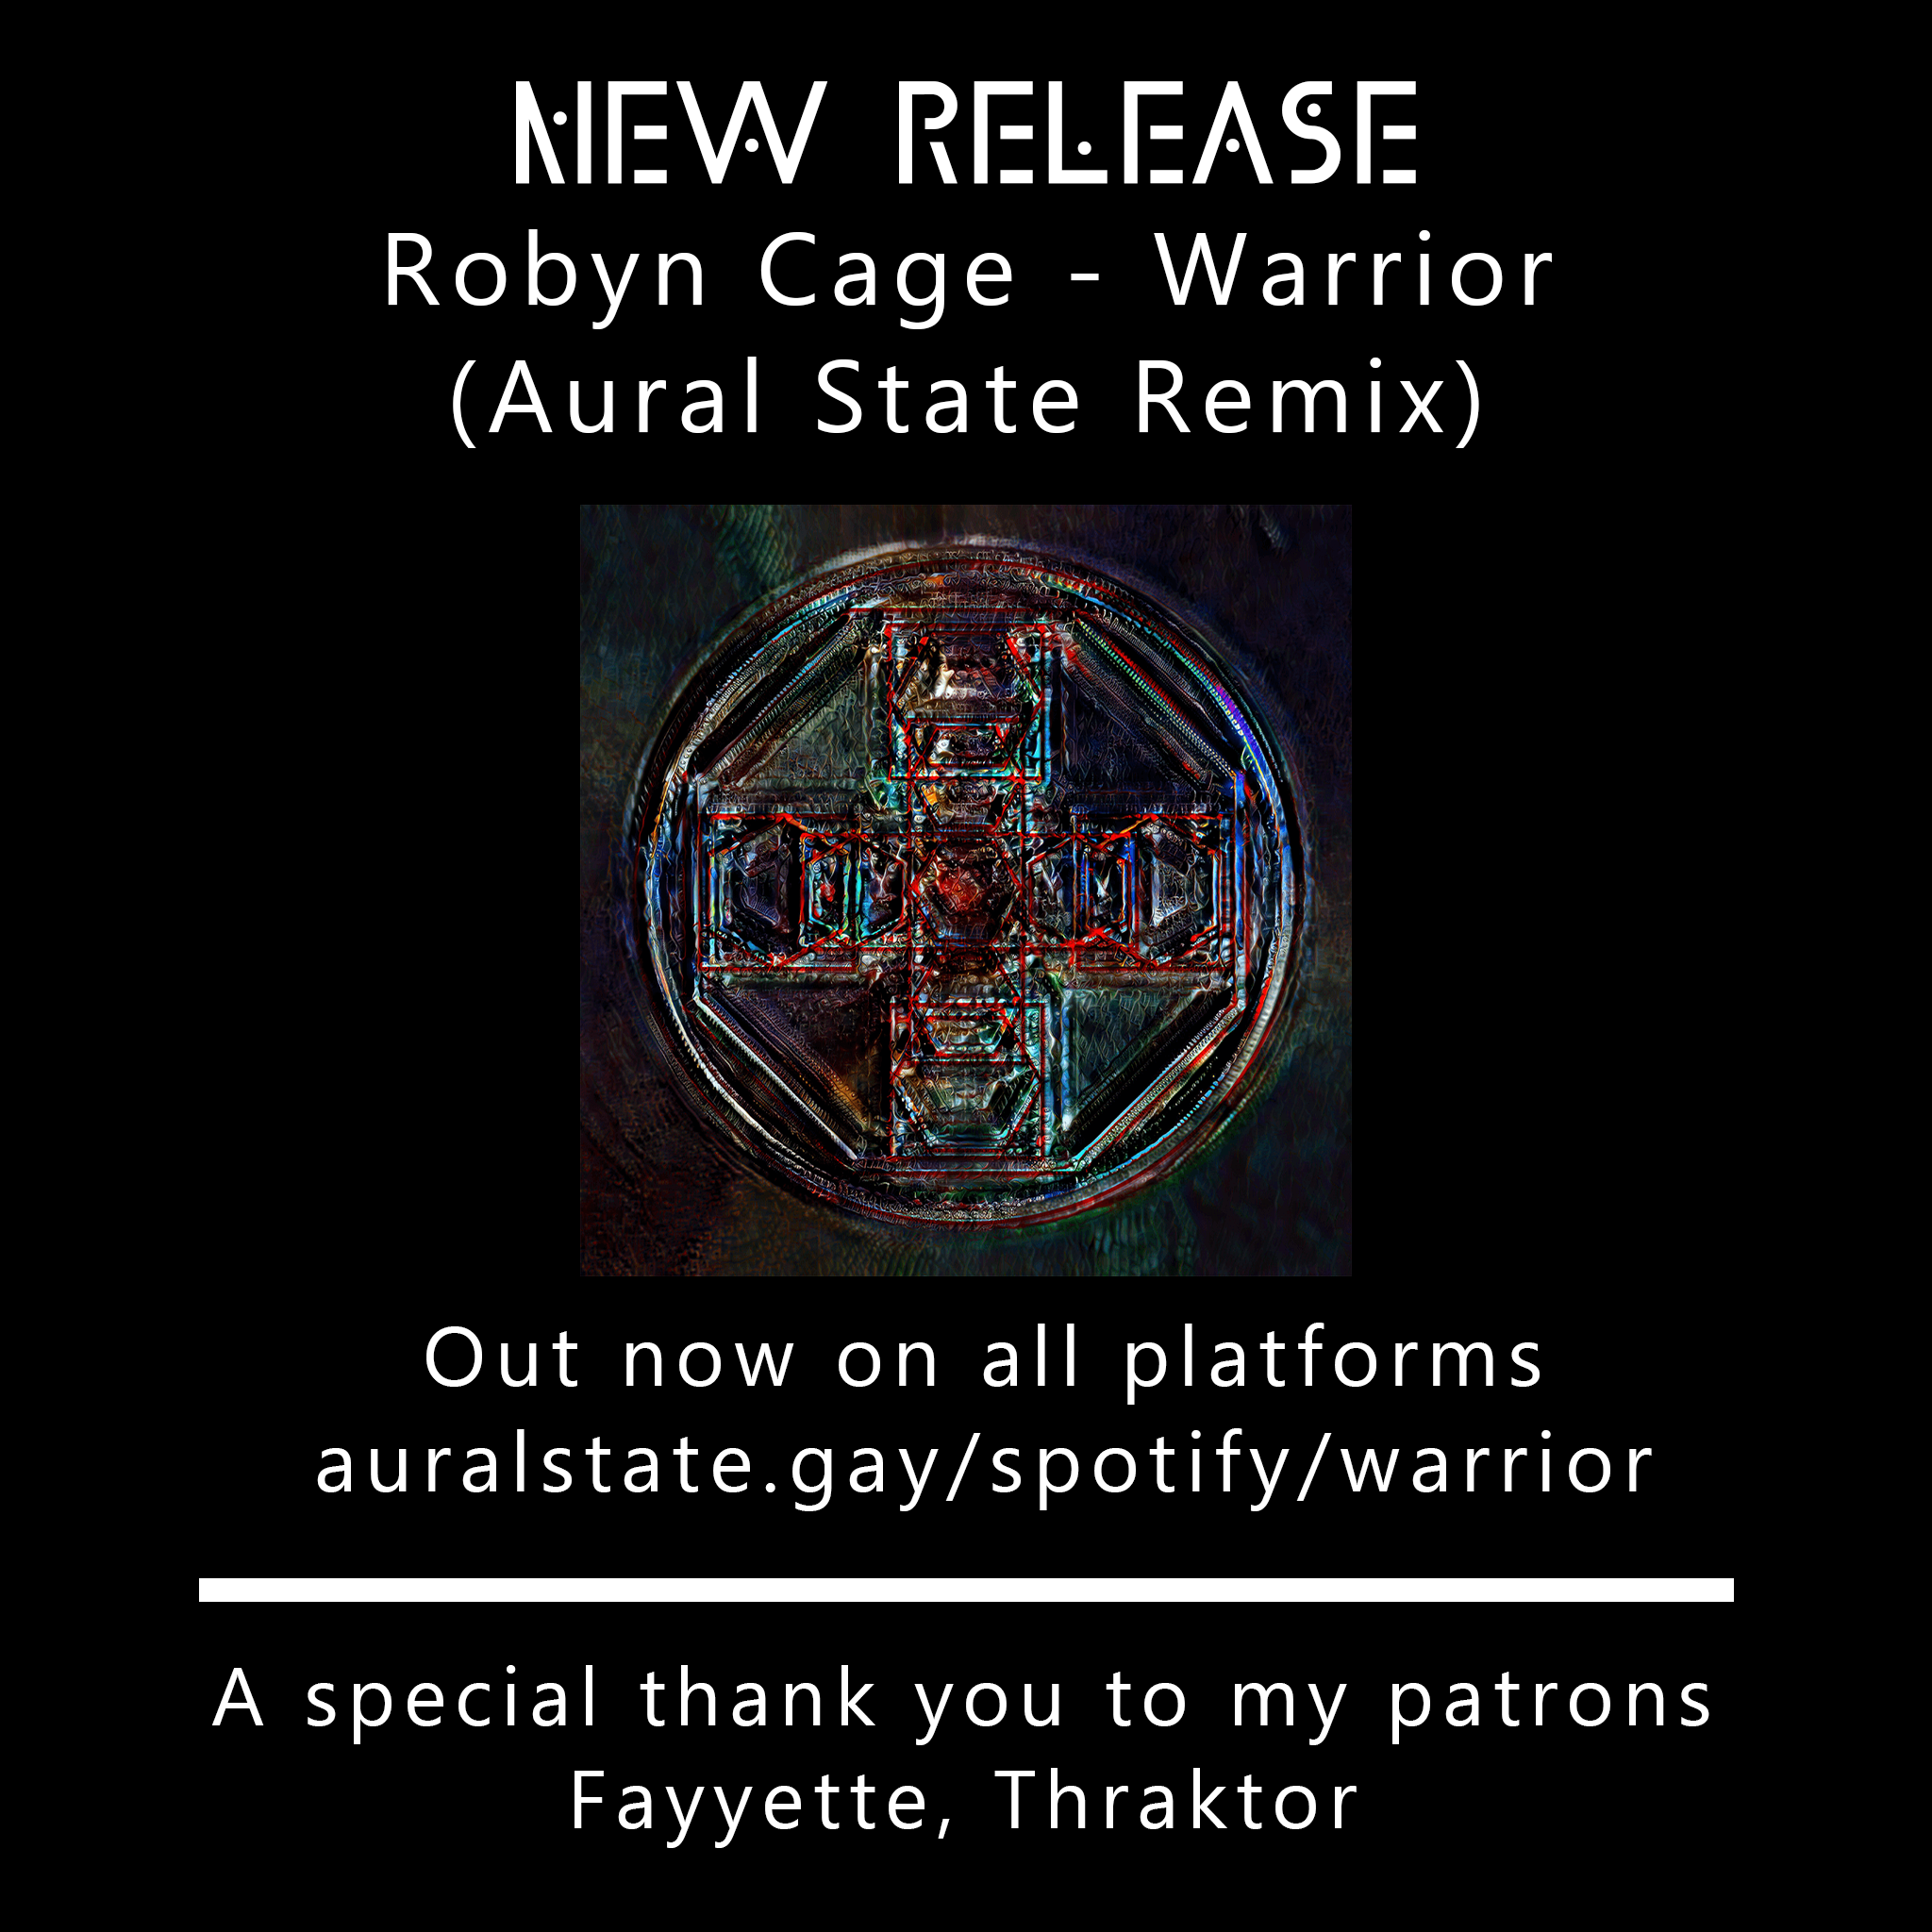 NEW RELEASE
Robyn Cage - Warrior
(Aural State Remix)
Out now on all platforms
auralstate.gay/spotify/warrior
A special thank you to my patrons
Fayyette, Thraktor